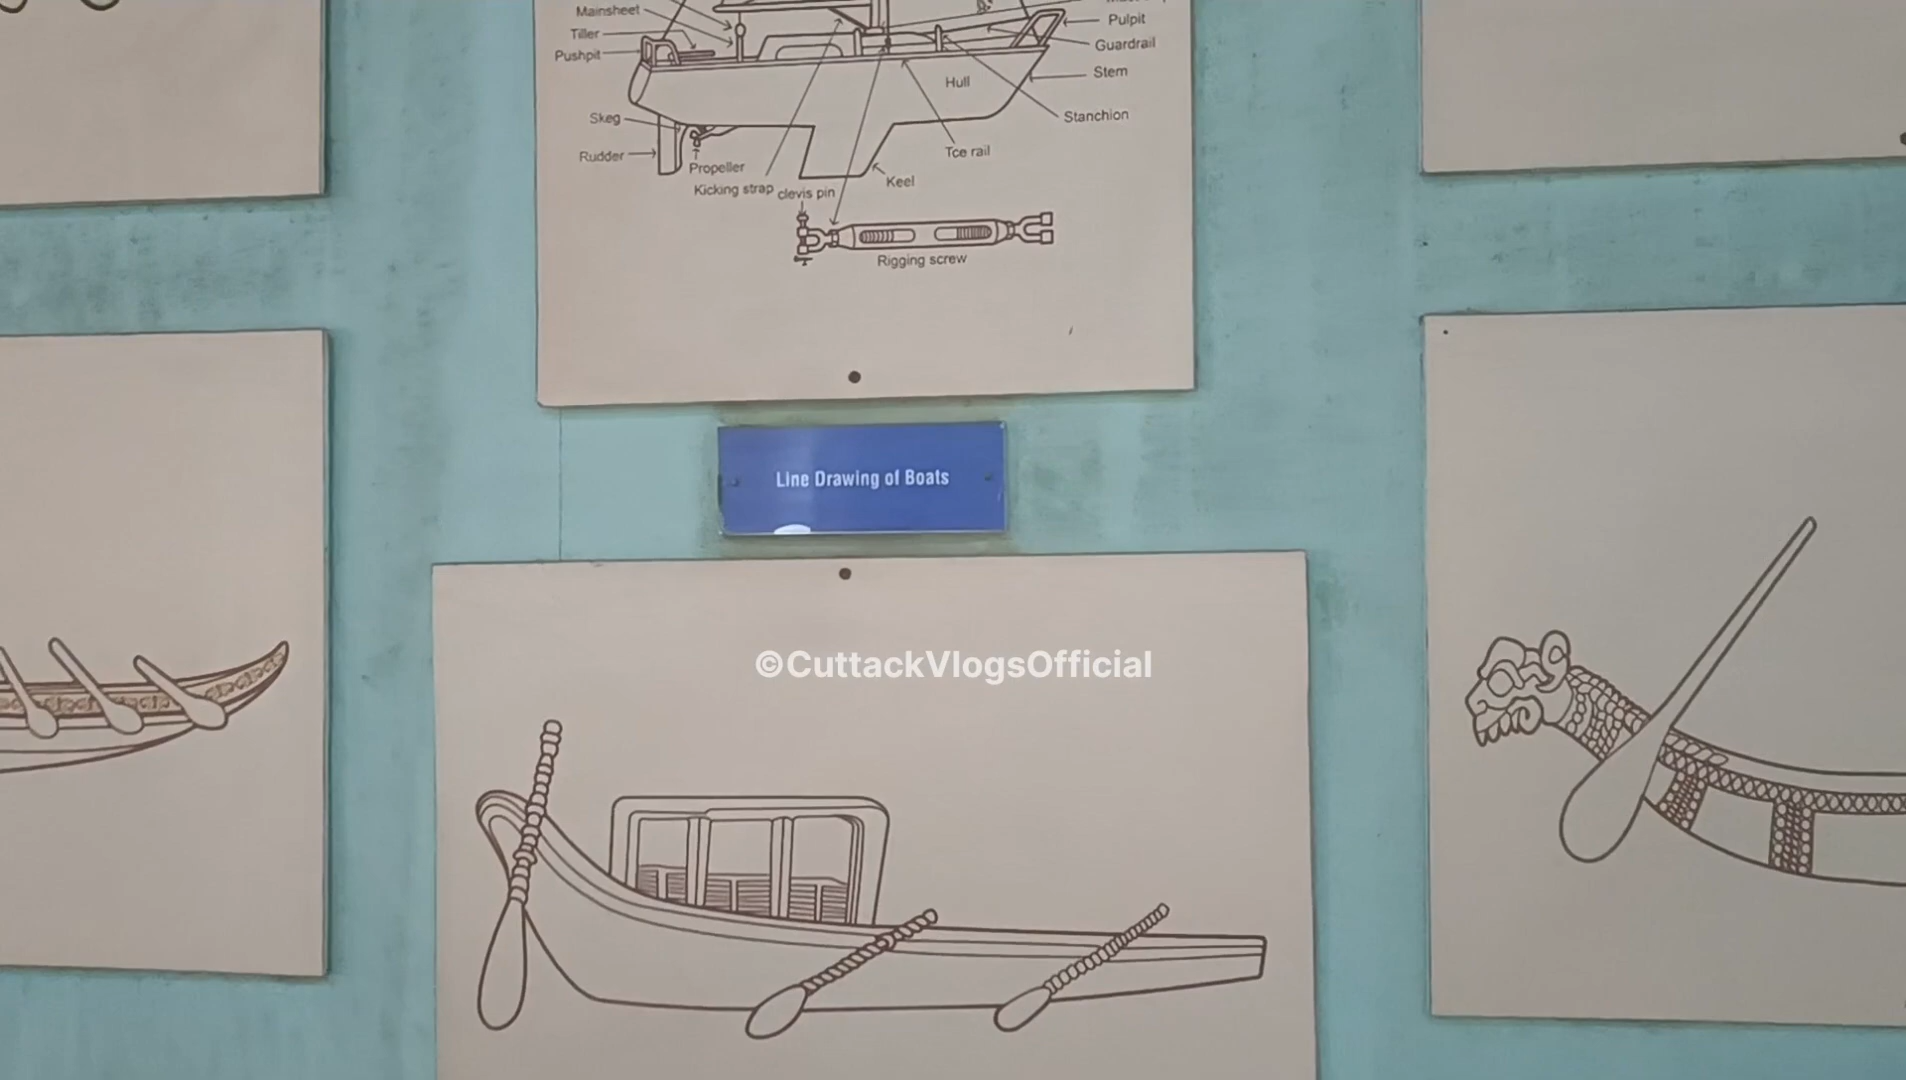 Mainsheet
Tiller
Pushpit
Pulpit
Guardrail
Stem
Hull
Stanchion
Skeg
Tce rail
Rudder
Propeller
Keel
Kicking strap
clevis pin
Rigging screw
Line Drawing of Boats
©CuttackVlogsOfficial